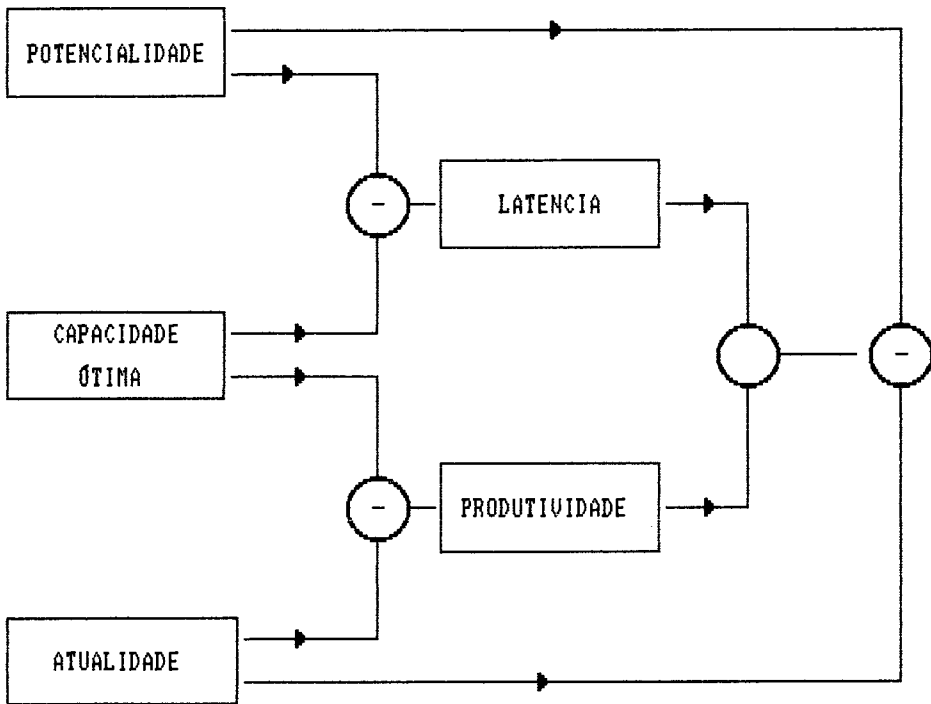 POTENCIALIDADE
-
LATENCIA
CAPACIDADE
ÓTIMA
-
-
PRODUTIVIDADE
ATUALIDADE